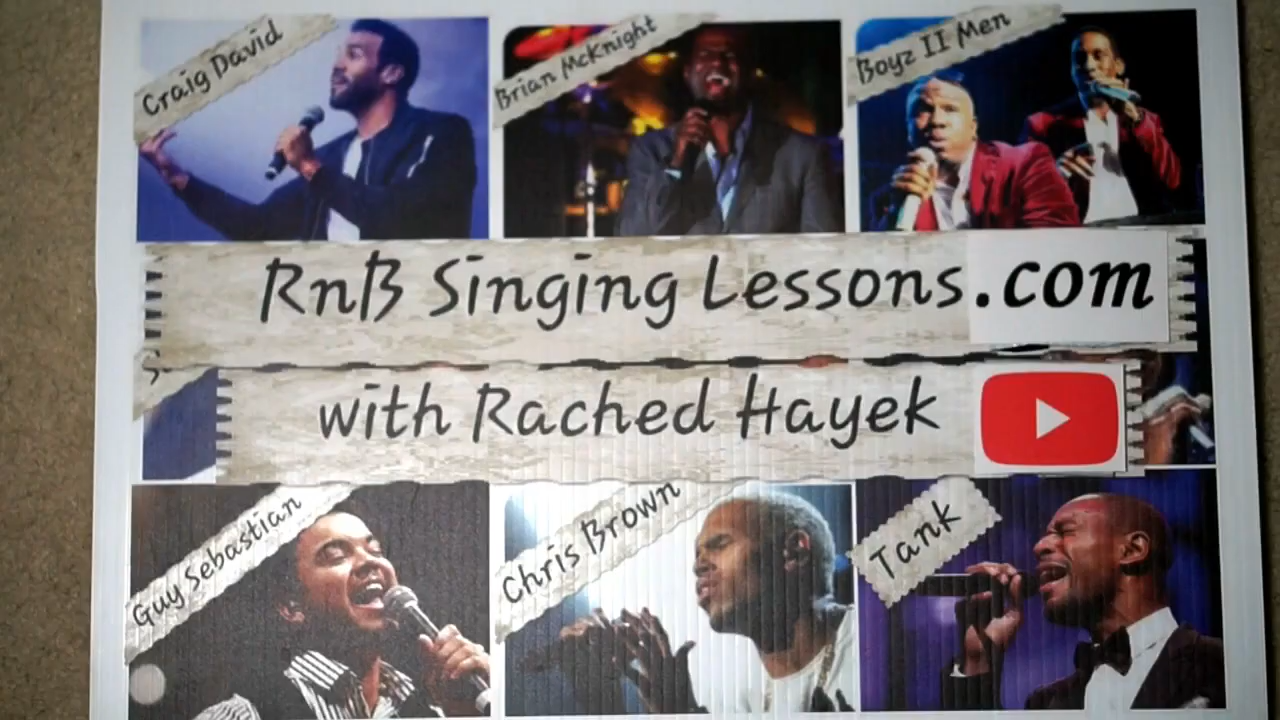 Craig David
Brian McKnight
Boyz II Men
RnB Singing Lessons.com
with Rached Hayek
Guy Sebastian
Chris Brown
Tank